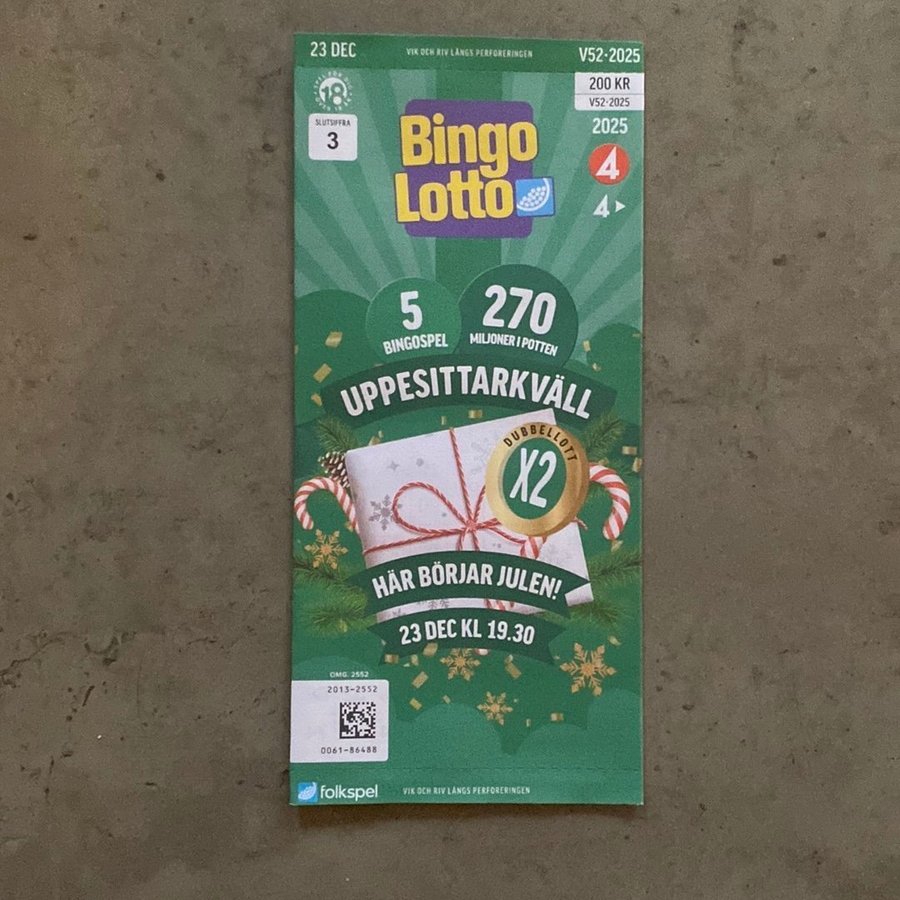 23 DEC
VIK OCH RIV LÄNGS PERFORERINGEN
V52·2025
200 KR
V52·2025
2025
18
SLUTSIFFRA
3
Bingo
Lotto
4
4
5
BINGOSPEL
270
MILJONER I POTTEN
UPPESITTARKVÄLL
DUBBELLOTT
X2
HÄR BÖRJAR JULEN!
23 DEC KL 19.30
OMG. 2552
2013-2552
0061-86488
folkspel
VIK OCH RIV LÄNGS PERFORERINGEN